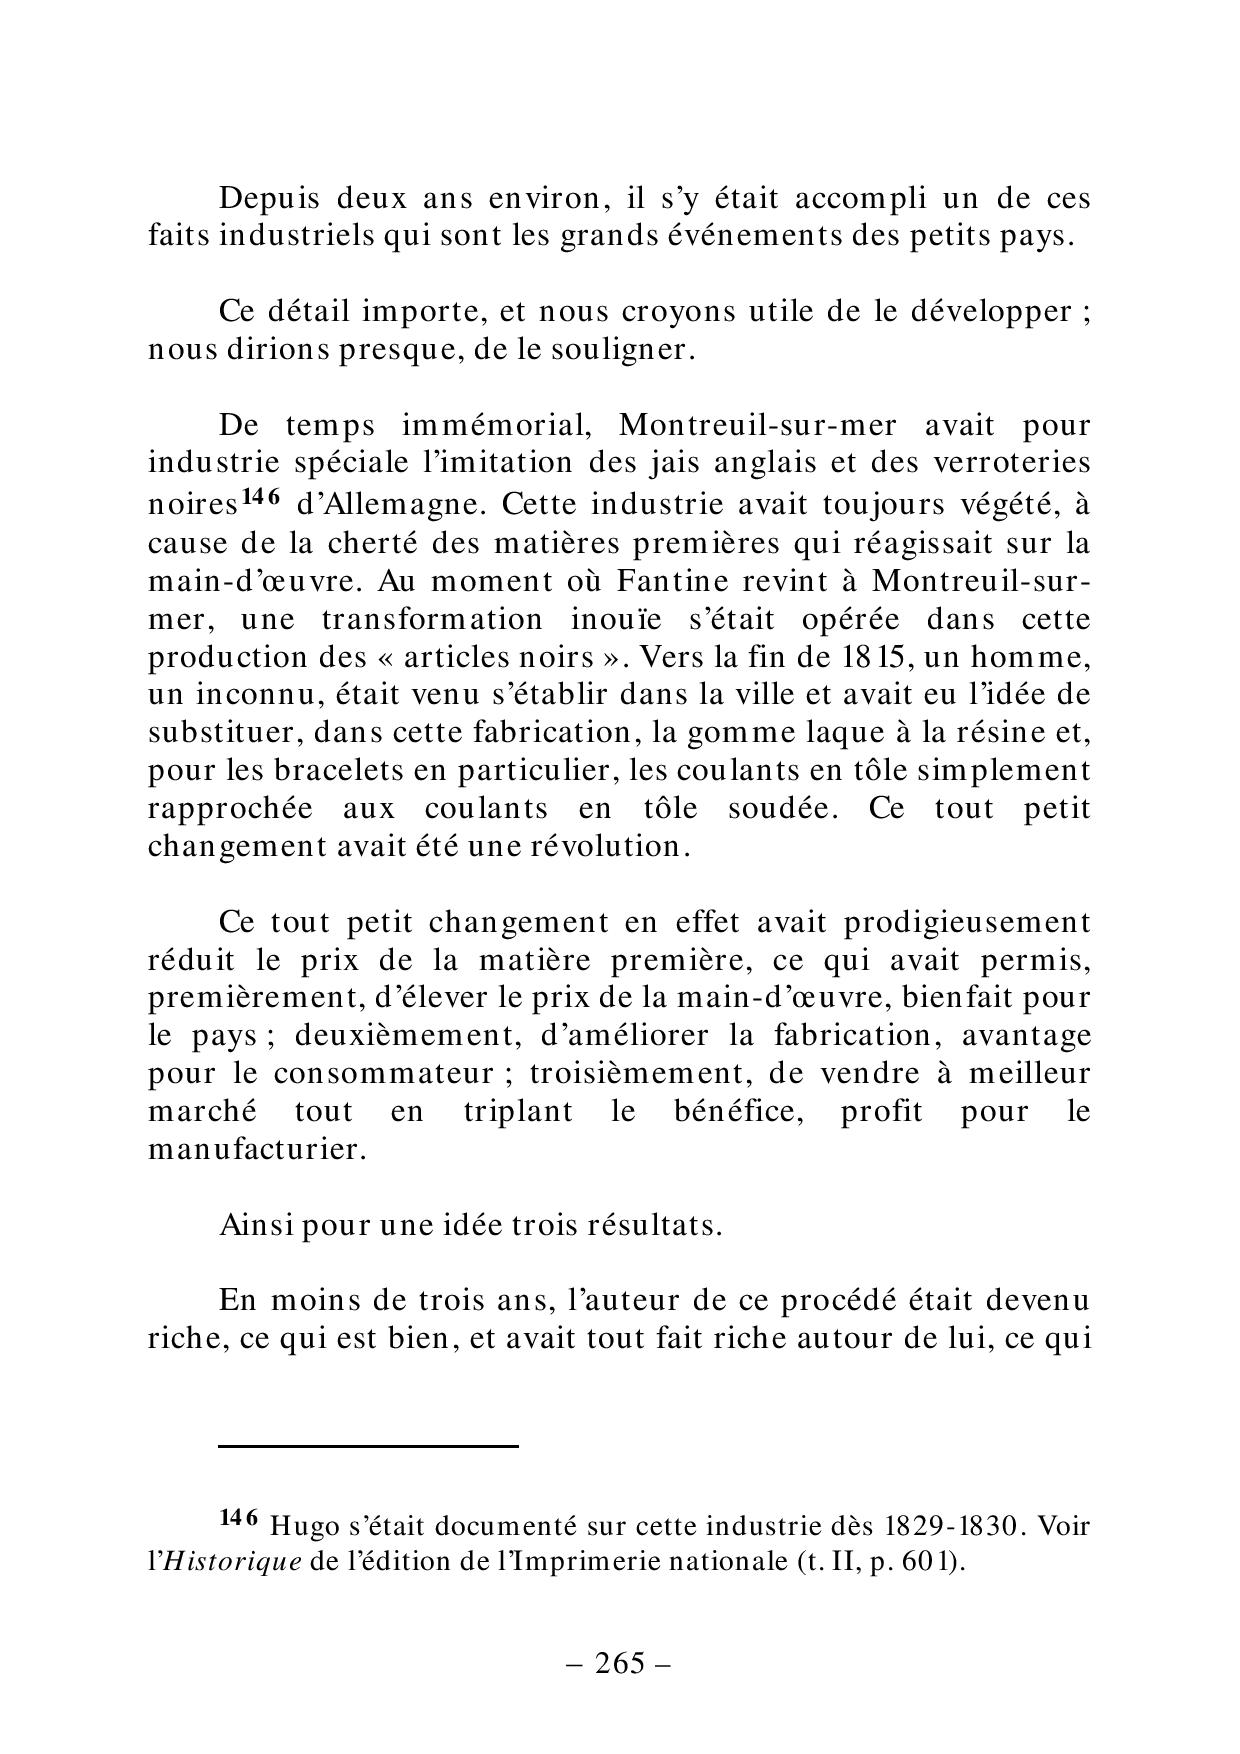 Depuis deux ans environ, il s’y était accompli un de ces
faits industriels qui sont les grands événements des petits pays.
Ce détail importe, et nous croyons utile de le développer ;
nous dirions presque, de le souligner.
De temps immémorial, Montreuil-sur-mer avait pour
industrie spéciale l’imitation des jais anglais et des verroteries
noires146 d’Allemagne. Cette industrie avait toujours végété, à
cause de la cherté des matières premières qui réagissait sur la
main-d’œuvre. Au moment où Fantine revint à Montreuil-sur-
mer, une transformation inouïe s’était opérée dans cette
production des « articles noirs ». Vers la fin de 1815, un homme,
un inconnu, était venu s’établir dans la ville et avait eu l’idée de
substituer, dans cette fabrication, la gomme laque à la résine et,
pour les bracelets en particulier, les coulants en tôle simplement
rapprochée aux coulants en tôle soudée. Ce tout petit
changement avait été une révolution.
Ce tout petit changement en effet avait prodigieusement
réduit le prix de la matière première, ce qui avait permis,
premièrement, d’élever le prix de la main-d’œuvre, bienfait pour
le pays ; deuxièmement, d’améliorer la fabrication, avantage
pour le consommateur ; troisièmement, de vendre à meilleur
marché tout en triplant le bénéfice, profit pour le
manufacturier.
Ainsi pour une idée trois résultats.
En moins de trois ans, l’auteur de ce procédé était devenu
riche, ce qui est bien, et avait tout fait riche autour de lui, ce qui
146 Hugo s’était documenté sur cette industrie dès 1829-1830. Voir
l’Historique de l’édition de l’Imprimerie nationale (t. II, p. 601).
– 265 –